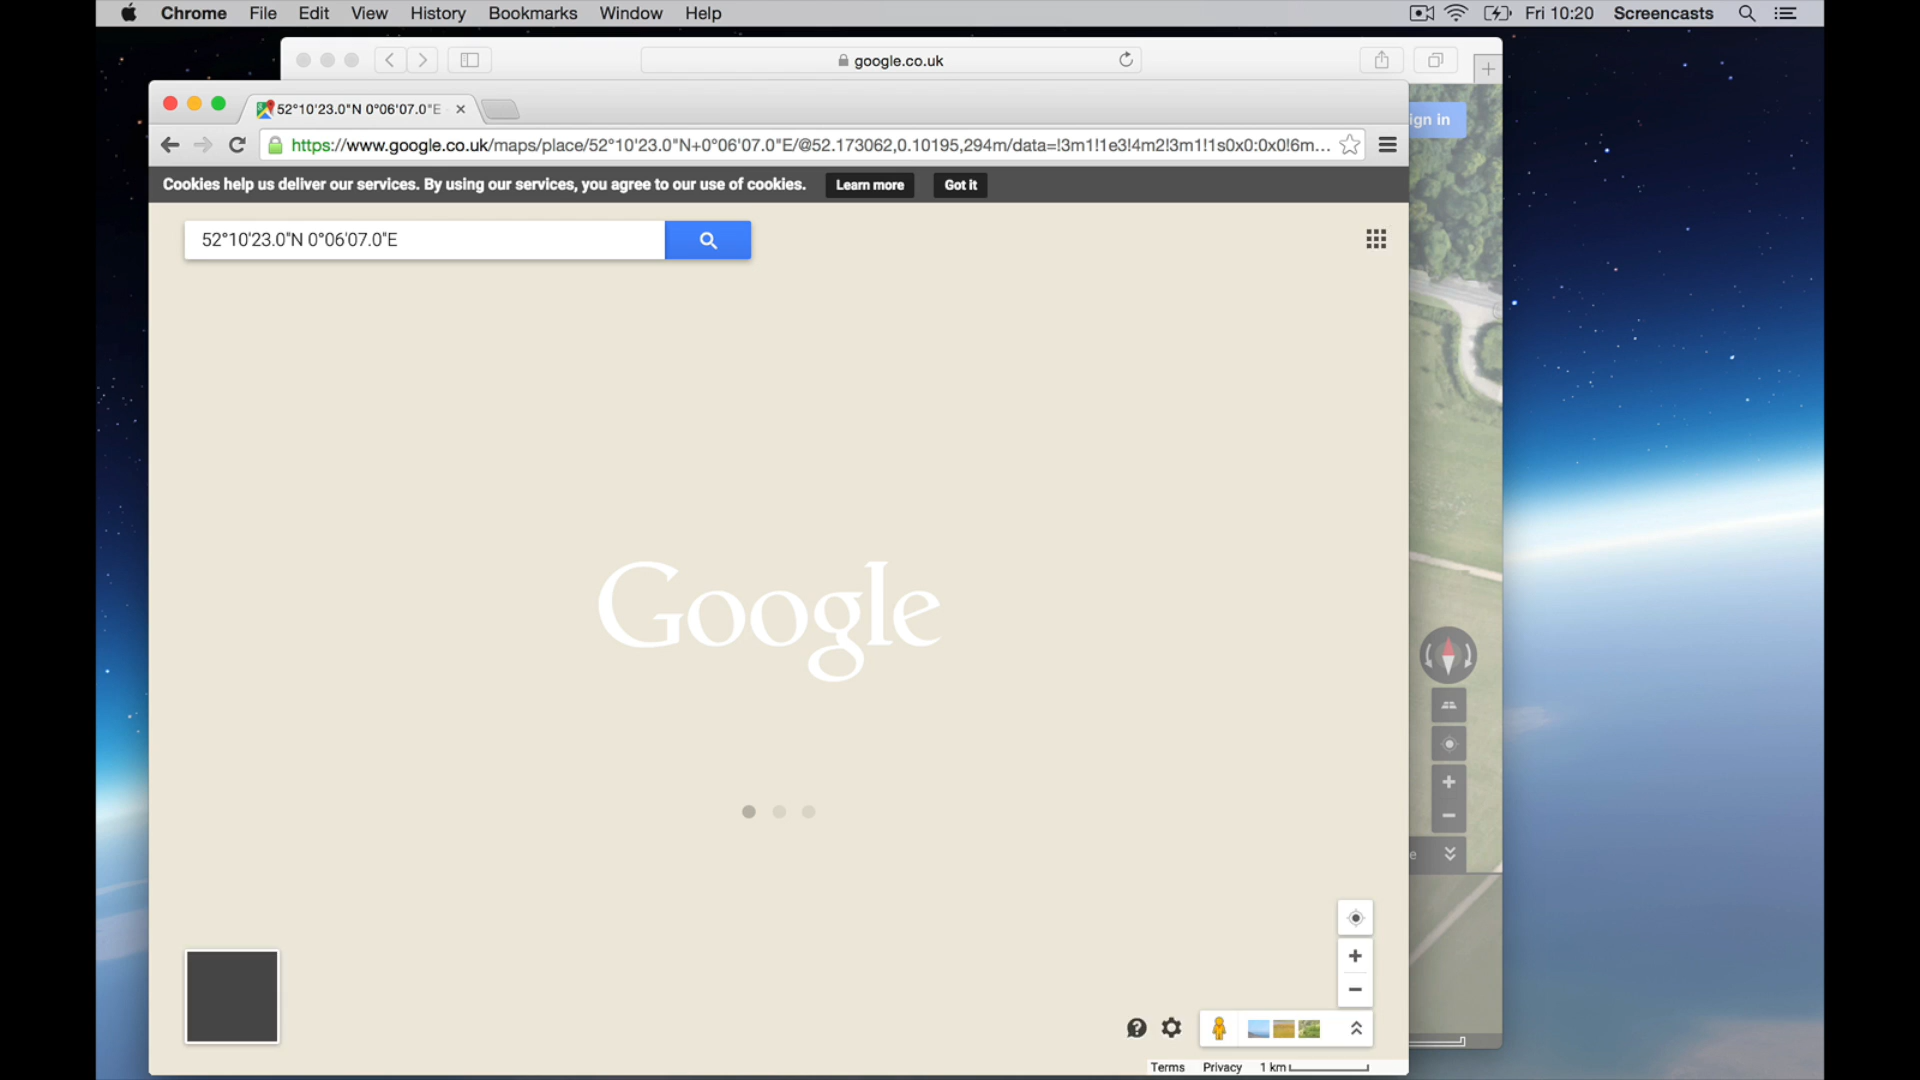 Chrome File Edit View History Bookmarks Window Help Fri 10:20 Screencasts
google.co.uk
52°10'23.0"N 0°06'07.0"E
https://www.google.co.uk/maps/place/52°10'23.0"N+0°06'07.0"E/@52.173062,0.10195,294m/data=!3m1!1e3!4m2!3m1!1s0x0:0x0!6m...
ign in
Cookies help us deliver our services. By using our services, you agree to our use of cookies. Learn more Got it
52°10'23.0"N 0°06'07.0"E
Google
e
Terms Privacy 1 km